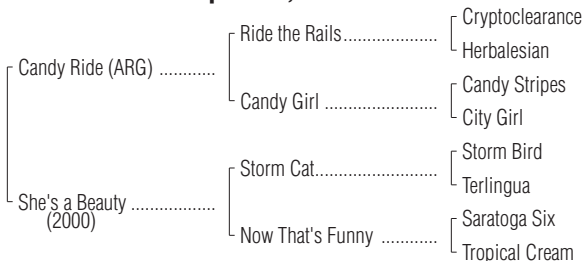 Cryptoclearance
Ride the Rails....................
Herbalesian
Candy Ride (ARG) ............
Candy Stripes
Candy Girl ........................
City Girl
Storm Bird
Storm Cat..........................
Terlingua
She's a Beauty ..................
(2000)
Saratoga Six
Now That's Funny ............
Tropical Cream